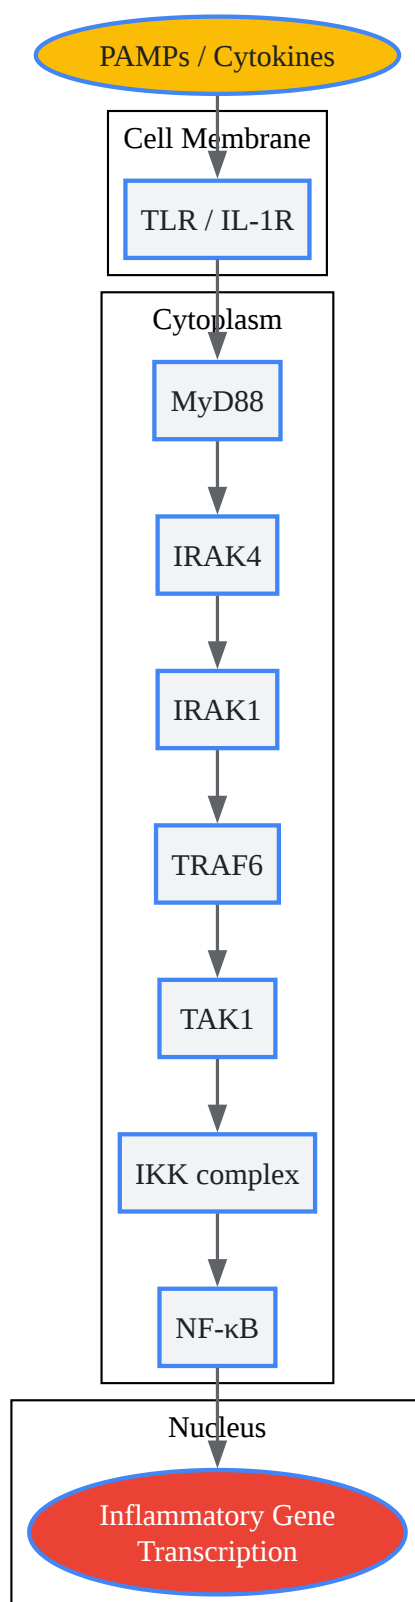 PAMPs / Cytokines
Cell Membrane
TLR / IL-1R
Cytoplasm
MyD88
IRAK4
IRAK1
TRAF6
TAK1
IKK complex
NF-κB
Nucleus
Inflammatory Gene
Transcription